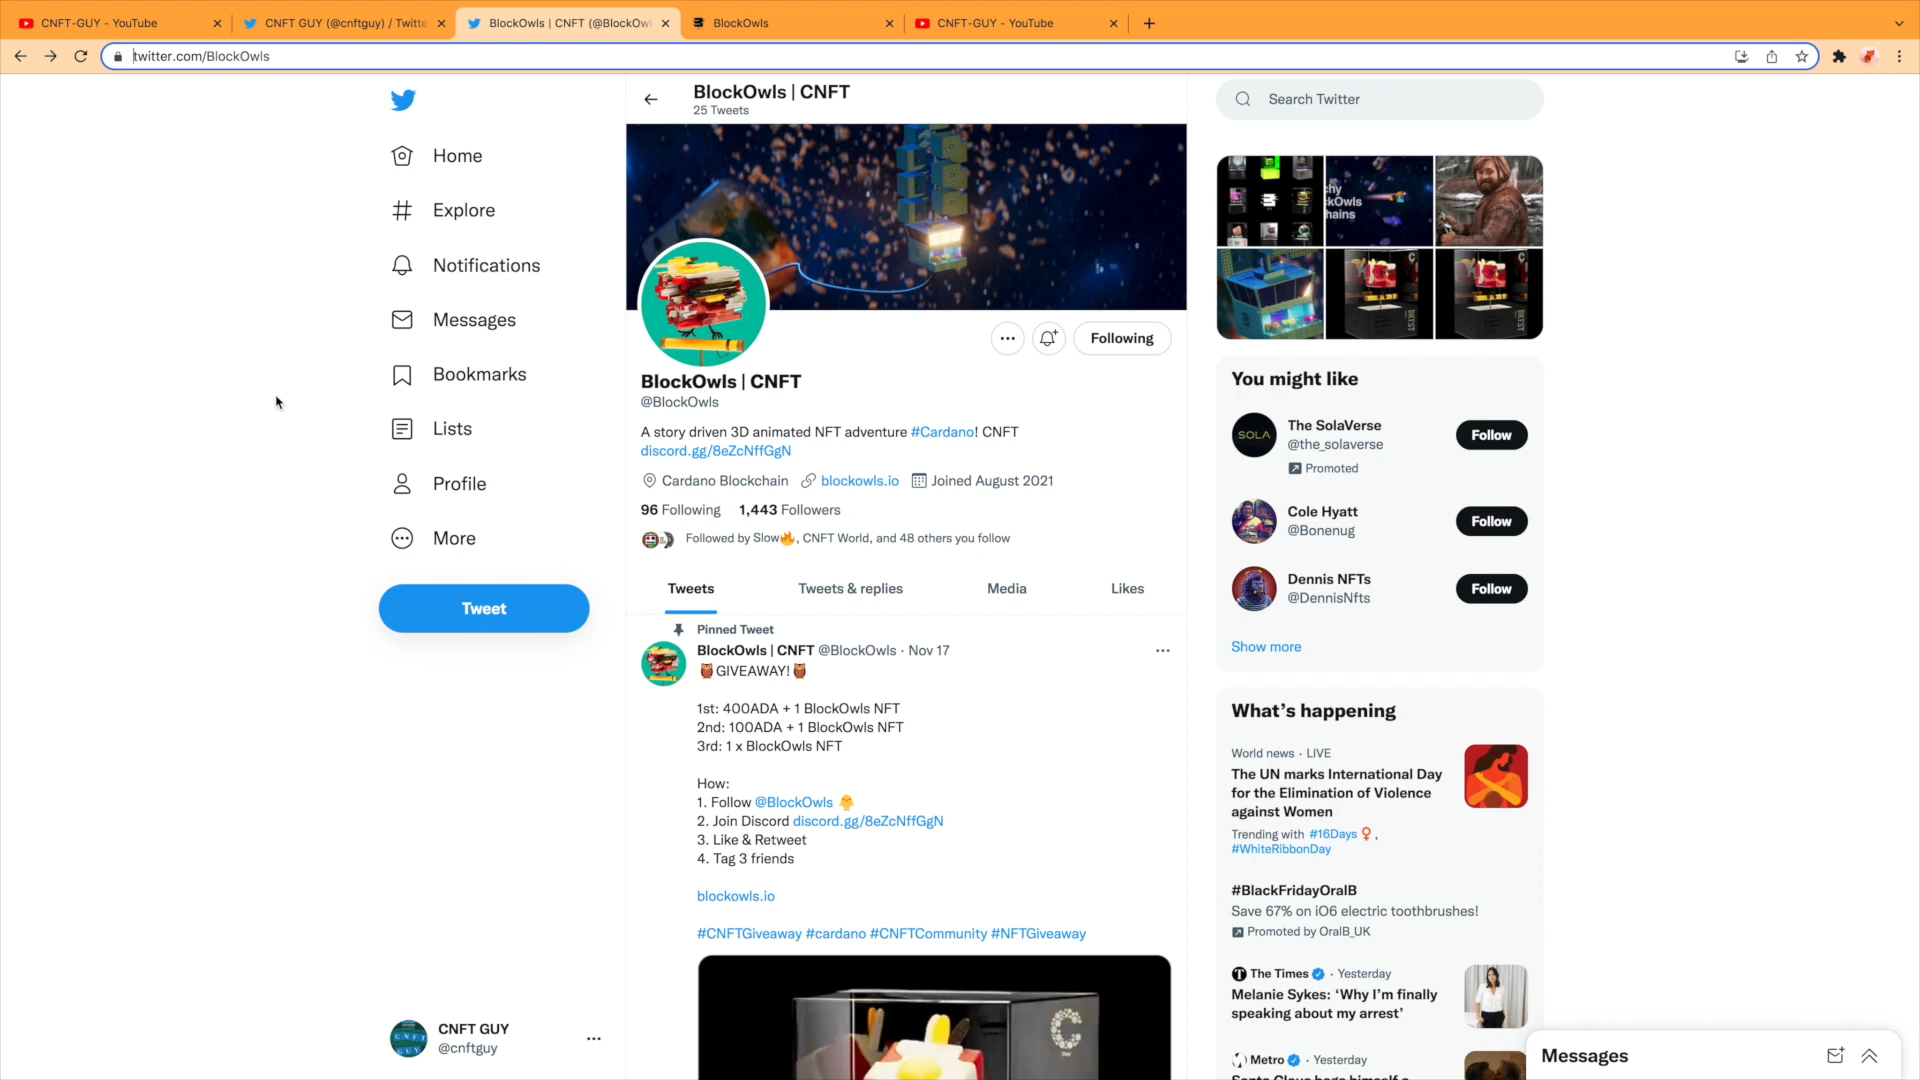 CNFT-GUY - YouTube
CNFT GUY (@cnftguy) / Twitte
BlockOwls | CNFT (@BlockOwl
BlockOwls
CNFT-GUY - YouTube
twitter.com/BlockOwls
BlockOwls | CNFT
25 Tweets
Search Twitter
Home
Explore
Notifications
Messages
Bookmarks
Lists
Profile
More
Tweet
CNFT GUY
@cnftguy
Following
BlockOwls | CNFT
@BlockOwls
A story driven 3D animated NFT adventure #Cardano! CNFT
discord.gg/8eZcNffGgN
Cardano Blockchain blockowls.io Joined August 2021
96 Following 1,443 Followers
Followed by Slow🔥, CNFT World, and 48 others you follow
Tweets Tweets & replies Media Likes
Pinned Tweet
BlockOwls | CNFT @BlockOwls · Nov 17
🦉GIVEAWAY!🦉
1st: 400ADA + 1 BlockOwls NFT
2nd: 100ADA + 1 BlockOwls NFT
3rd: 1 x BlockOwls NFT
How:
1. Follow @BlockOwls 🐥
2. Join Discord discord.gg/8eZcNffGgN
3. Like & Retweet
4. Tag 3 friends
blockowls.io
#CNFTGiveaway #cardano #CNFTCommunity #NFTGiveaway
hy
kOwls
hains
BKFST
BKFST
You might like
SOLA
The SolaVerse
@the_solaverse
Promoted
Follow
Cole Hyatt
@Bonenug
Follow
Dennis NFTs
@DennisNfts
Follow
Show more
What's happening
World news · LIVE
The UN marks International Day
for the Elimination of Violence
against Women
Trending with #16Days ♀,
#WhiteRibbonDay
#BlackFridayOralB
Save 67% on iO6 electric toothbrushes!
Promoted by OralB_UK
The Times · Yesterday
Melanie Sykes: ‘Why I’m finally
speaking about my arrest’
Metro · Yesterday
Messages